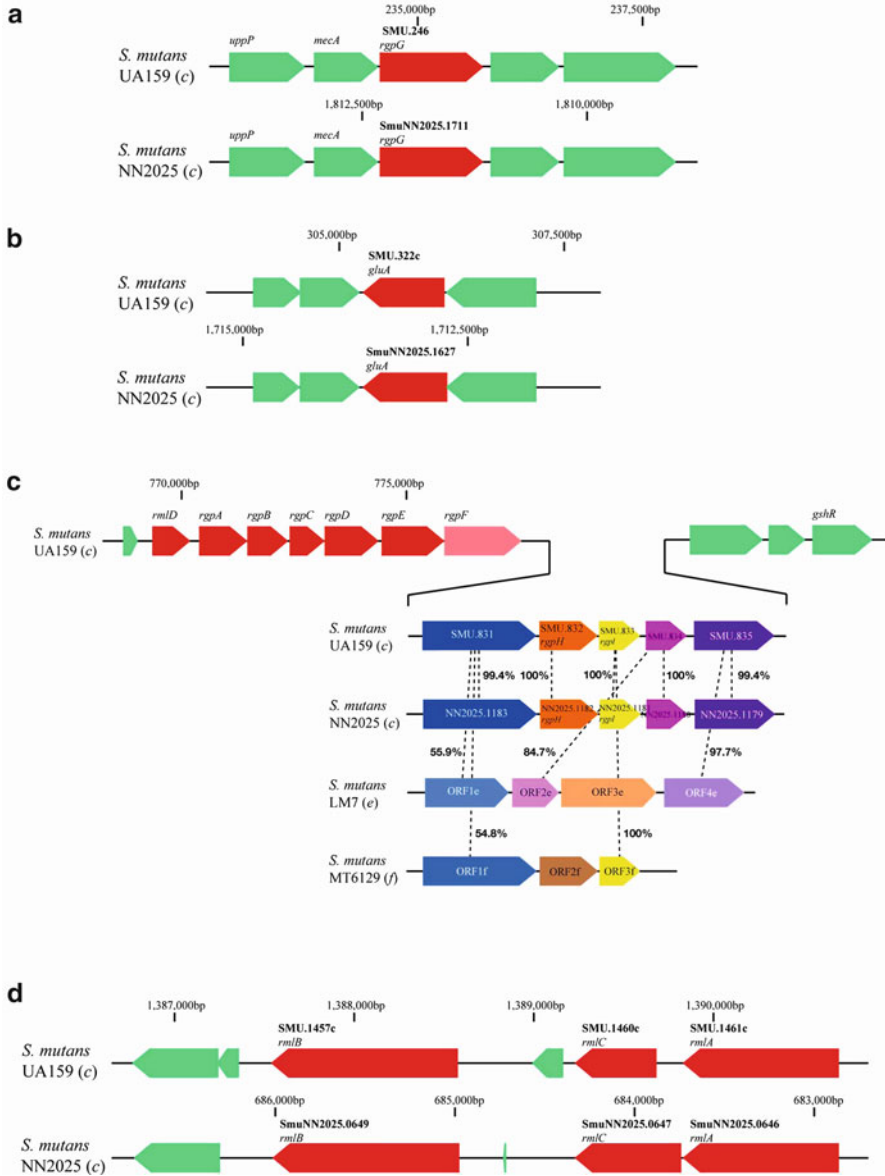 a
235,000bp 237,500bp
SMU.246
uppP mecA rgpG
S. mutans
UA159 (c)
1,812,500bp 1,810,000bp
SmuNN2025.1711
uppP mecA rgpG
S. mutans
NN2025 (c)
b
305,000bp 307,500bp
SMU.322c
gluA
S. mutans
UA159 (c)
1,715,000bp 1,712,500bp
SmuNN2025.1627
gluA
S. mutans
NN2025 (c)
c
770,000bp 775,000bp
rmlD rgpA rgpB rgpC rgpD rgpE rgpF gshR
S. mutans
UA159 (c)
S. mutans
UA159 (c)
SMU.831 SMU.832 SMU.833 SMU.834 SMU.835
rgpH rgpI
99.4% 100% 100% 100% 99.4%
S. mutans
NN2025 (c)
NN2025.1183 NN2025.1182 NN2025.1181 NN2025.1179
rgpH rgpI
55.9% 84.7% 97.7%
S. mutans
LM7 (e)
ORF1e ORF2e ORF3e ORF4e
54.8% 100%
S. mutans
MT6129 (f)
ORF1f ORF2f ORF3f
d
1,387,000bp 1,388,000bp 1,389,000bp 1,390,000bp
SMU.1457c SMU.1460c SMU.1461c
rmlB rmlC rmlA
S. mutans
UA159 (c)
686,000bp 685,000bp 684,000bp 683,000bp
SmuNN2025.0649 SmuNN2025.0647 SmuNN2025.0646
rmlB rmlC rmlA
S. mutans
NN2025 (c)